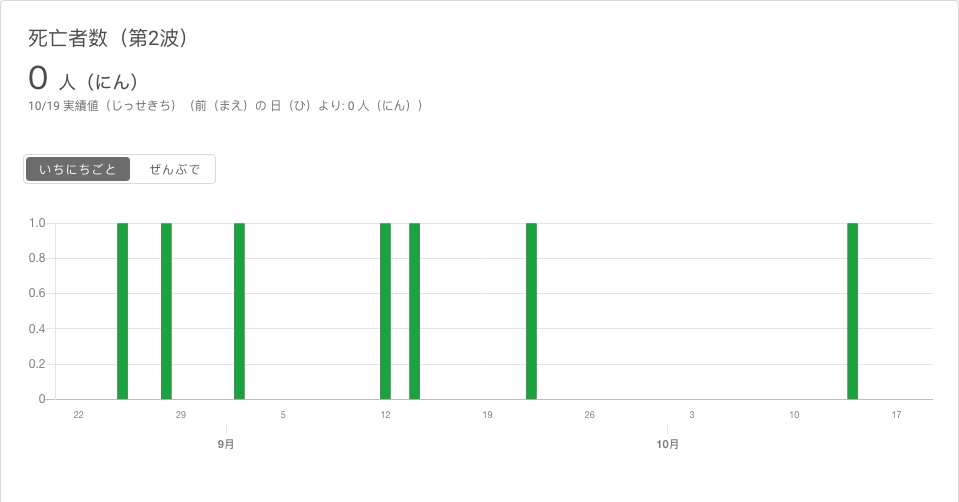 死亡者数（第2波）
0 人（にん）
10/19 実績値（じっせきち）（前（まえ）の 日（ひ）より: 0 人（にん））
いちにちごと ぜんぶで
1.0
0.8
0.6
0.4
0.2
0
22 29 5 12 19 26 3 10 17
9月 10月